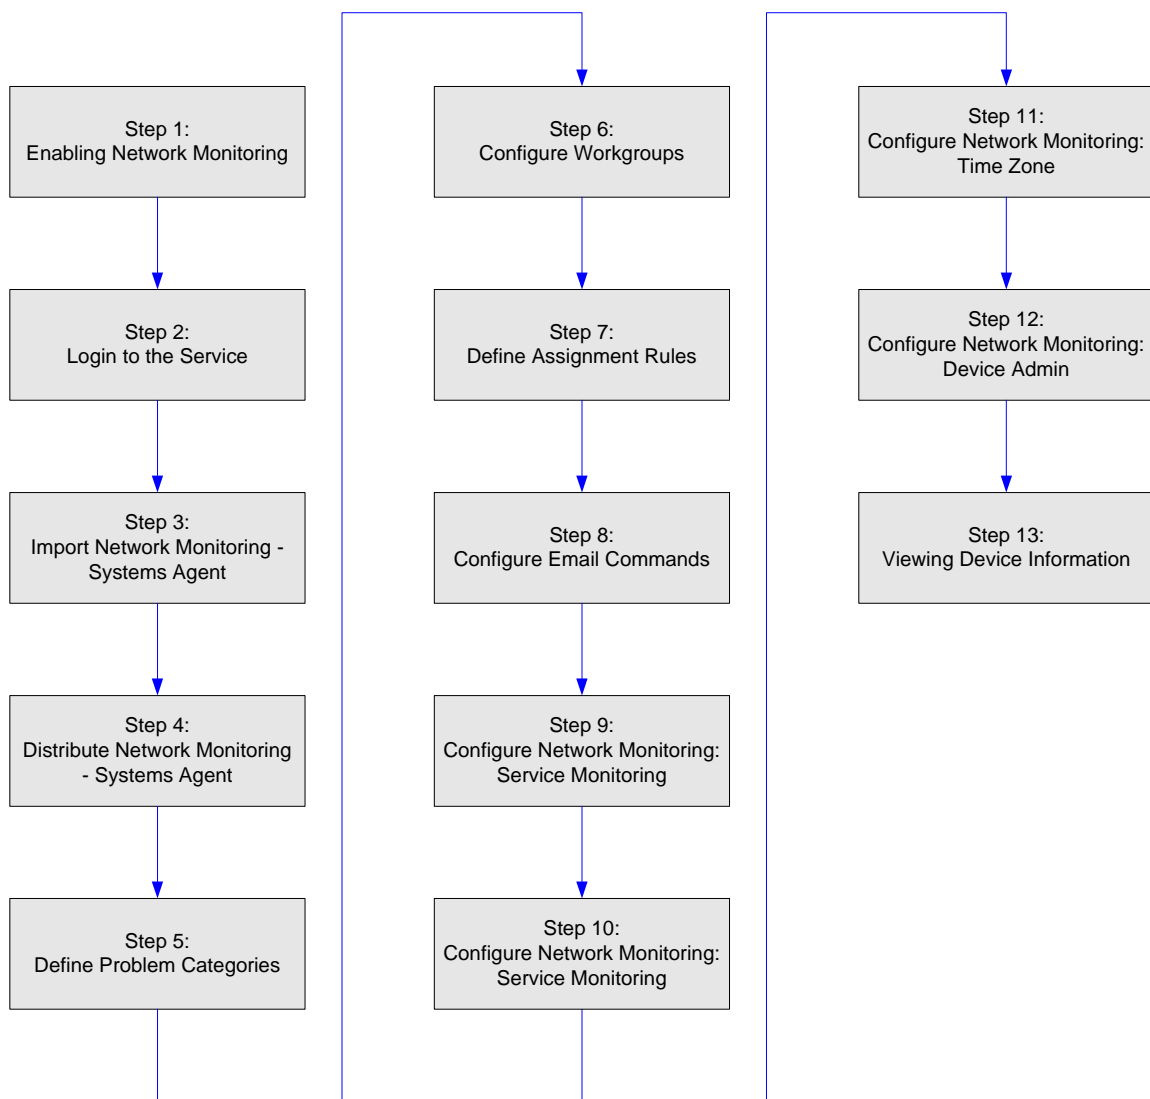 Step 1:
Enabling Network Monitoring
Step 2:
Login to the Service
Step 3:
Import Network Monitoring -
Systems Agent
Step 4:
Distribute Network Monitoring
- Systems Agent
Step 5:
Define Problem Categories
Step 6:
Configure Workgroups
Step 7:
Define Assignment Rules
Step 8:
Configure Email Commands
Step 9:
Configure Network Monitoring:
Service Monitoring
Step 10:
Configure Network Monitoring:
Service Monitoring
Step 11:
Configure Network Monitoring:
Time Zone
Step 12:
Configure Network Monitoring:
Device Admin
Step 13:
Viewing Device Information